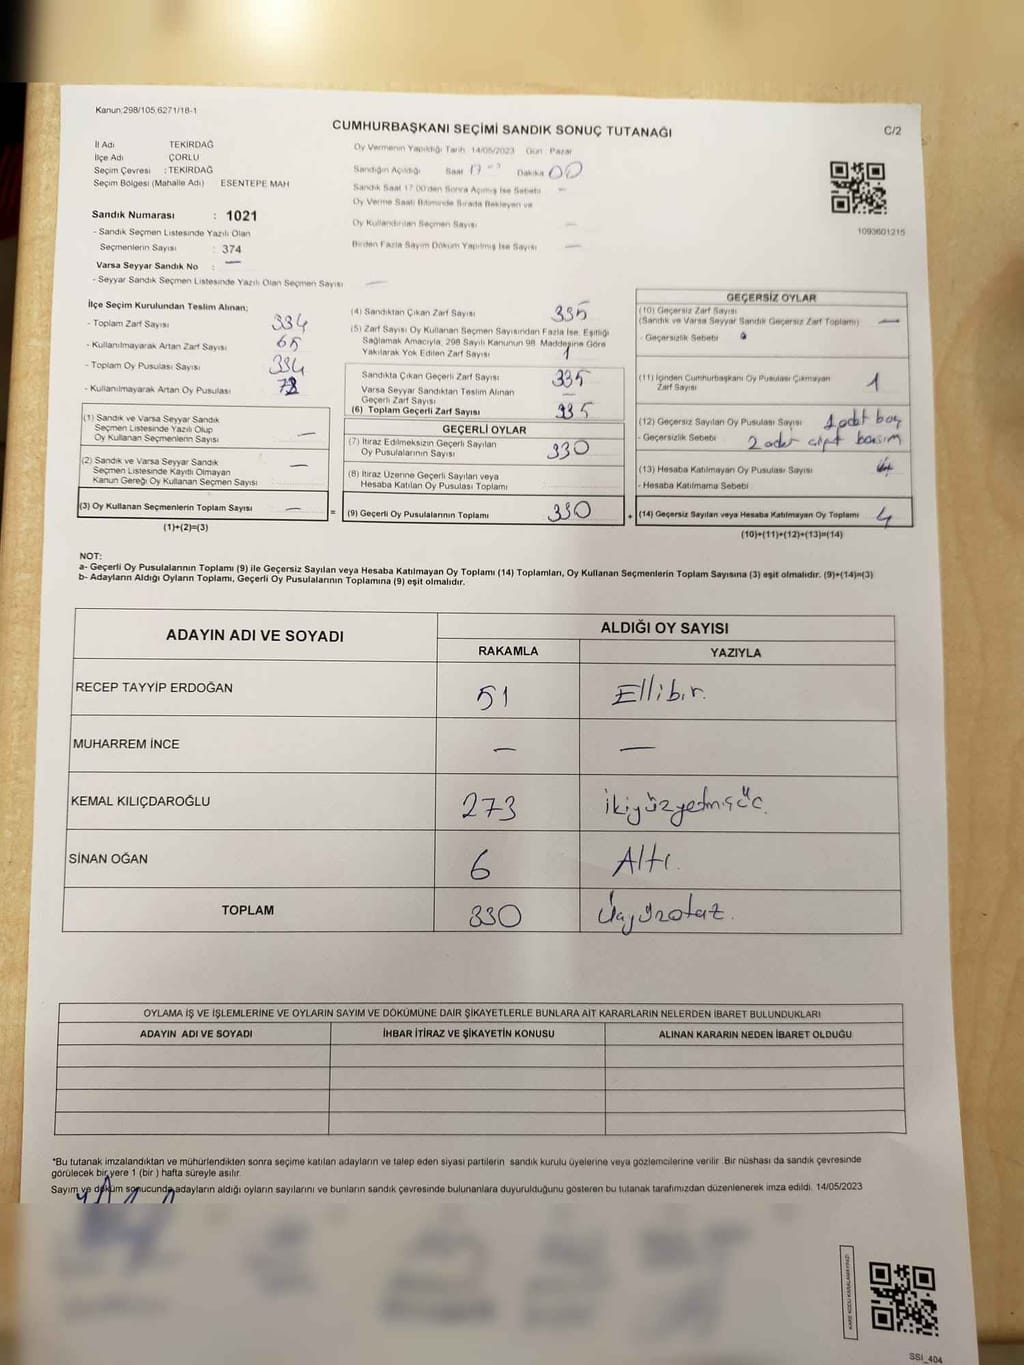 Kanun;298/105,6271/18-1
CUMHURBAŞKANI SEÇİMİ SANDIK SONUÇ TUTANAĞI
C/2
İl Adı TEKİRDAĞ
İlçe Adı ÇORLU
Seçim Çevresi : TEKİRDAĞ
Seçim Bölgesi (Mahalle Adı) ESENTEPE MAH
Sandık Numarası : 1021
- Sandık Seçmen Listesinde Yazılı Olan
Seçmenlerin Sayısı : 374
Varsa Seyyar Sandık No : —
- Seyyar Sandık Seçmen Listesinde Yazılı Olan Seçmen Sayısı —
Oy Vermenin Yapıldığı Tarih 14/05/2023 Gün : Pazar
Sandığın Açıldığı Saat 17 Dakika 00
Sandık Saat 17:00'den Sonra Açılmış İse Sebebi —
Oy Verme Saati Bitiminde Sırada Bekleyen ve
Oy Kullandırılan Seçmen Sayısı —
Birden Fazla Sayım Döküm Yapılmış İse Sayısı —
1093601215
İlçe Seçim Kurulundan Teslim Alınan;
- Toplam Zarf Sayısı 334
- Kullanılmayarak Artan Zarf Sayısı 65
- Toplam Oy Pusulası Sayısı 334
- Kullanılmayarak Artan Oy Pusulası
(1) Sandık ve Varsa Seyyar Sandık
Seçmen Listesinde Yazılı Olup
Oy Kullanan Seçmenlerin Sayısı —
(2) Sandık ve Varsa Seyyar Sandık
Seçmen Listesinde Kayıtlı Olmayan
Kanun Gereği Oy Kullanan Seçmen Sayısı —
(3) Oy Kullanan Seçmenlerin Toplam Sayısı —
(1)+(2)=(3)
=
(4) Sandıktan Çıkan Zarf Sayısı 335
(5) Zarf Sayısı Oy Kullanan Seçmen Sayısından Fazla İse, Eşitliği
Sağlamak Amacıyla, 298 Sayılı Kanunun 98. Maddesine Göre
Yakılarak Yok Edilen Zarf Sayısı 1
Sandıkta Çıkan Geçerli Zarf Sayısı 335
Varsa Seyyar Sandıktan Teslim Alınan
Geçerli Zarf Sayısı —
(6) Toplam Geçerli Zarf Sayısı 335
GEÇERLİ OYLAR
(7) İtiraz Edilmeksizin Geçerli Sayılan
Oy Pusulalarının Sayısı 330
(8) İtiraz Üzerine Geçerli Sayılan veya
Hesaba Katılan Oy Pusulası Toplamı
(9) Geçerli Oy Pusulalarının Toplamı 330
+
GEÇERSİZ OYLAR
(10) Geçersiz Zarf Sayısı
(Sandık ve Varsa Seyyar Sandık Geçersiz Zarf Toplamı) —
- Geçersizlik Sebebi
(11) İçinden Cumhurbaşkanı Oy Pusulası Çıkmayan
Zarf Sayısı 1
(12) Geçersiz Sayılan Oy Pusulası Sayısı 1 adet boş
- Geçersizlik Sebebi 2 adet çift basım
(13) Hesaba Katılmayan Oy Pusulası Sayısı
- Hesaba Katılmama Sebebi
(14) Geçersiz Sayılan veya Hesaba Katılmayan Oy Toplamı 4
(10)+(11)+(12)+(13)=(14)
NOT:
a- Geçerli Oy Pusulalarının Toplamı (9) ile Geçersiz Sayılan veya Hesaba Katılmayan Oy Toplamı (14) Toplamları, Oy Kullanan Seçmenlerin Toplam Sayısına (3) eşit olmalıdır. (9)+(14)=(3)
b- Adayların Aldığı Oyların Toplamı, Geçerli Oy Pusulalarının Toplamına (9) eşit olmalıdır.
ADAYIN ADI VE SOYADI ALDIĞI OY SAYISI
RAKAMLA YAZIYLA
RECEP TAYYİP ERDOĞAN 51 Ellibir.
MUHARREM İNCE — —
KEMAL KILIÇDAROĞLU 273 ikiyüzyetmişüç.
SİNAN OĞAN 6 Altı.
TOPLAM 330 Üçyüzotuz.
OYLAMA İŞ VE İŞLEMLERİNE VE OYLARIN SAYIM VE DÖKÜMÜNE DAİR ŞİKAYETLERLE BUNLARA AİT KARARLARIN NELERDEN İBARET BULUNDUKLARI
ADAYIN ADI VE SOYADI İHBAR İTİRAZ VE ŞİKAYETİN KONUSU ALINAN KARARIN NEDEN İBARET OLDUĞU
*Bu tutanak imzalandıktan ve mühürlendikten sonra seçime katılan adayların ve talep eden siyasi partilerin sandık kurulu üyelerine veya gözlemcilerine verilir .Bir nüshası da sandık çevresinde
görülecek bir yere 1 (bir ) hafta süreyle asılır.
Sayım ve döküm sonucunda adayların aldığı oyların sayılarını ve bunların sandık çevresinde bulunanlara duyurulduğunu gösteren bu tutanak tarafımızdan düzenlenerek imza edildi. 14/05/2023
SSİ_404